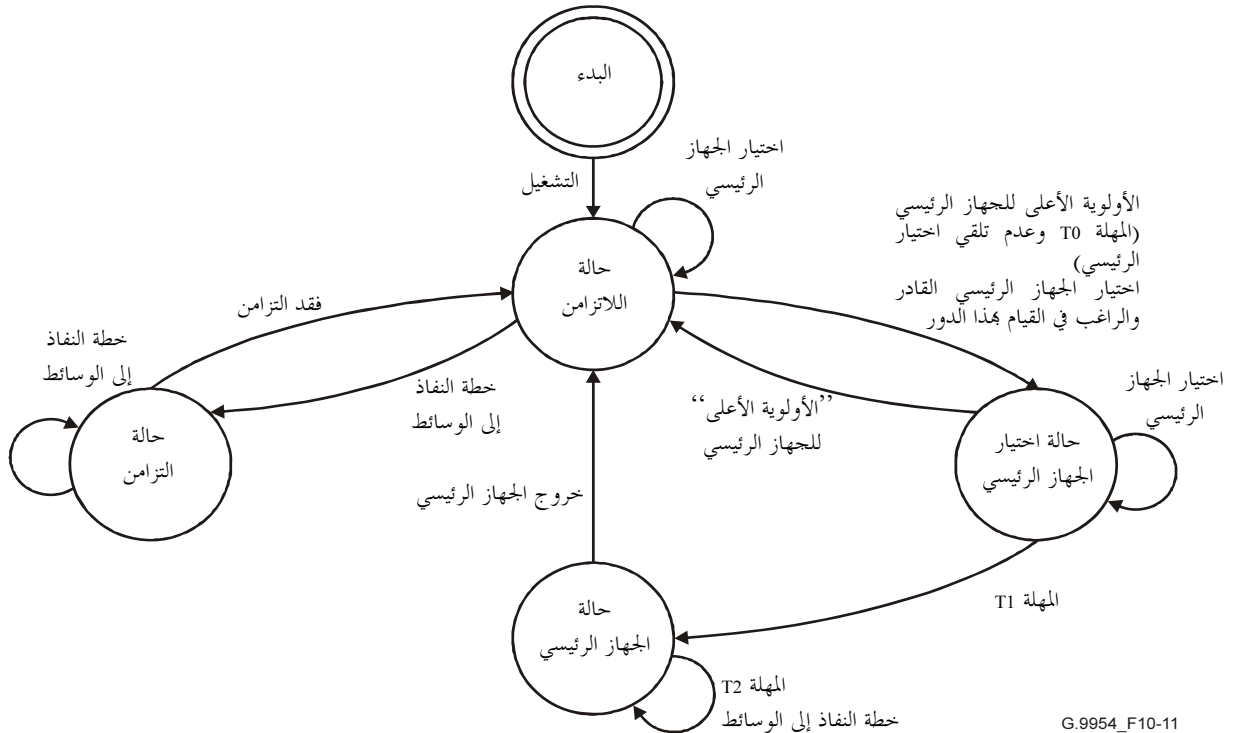 البدء
التشغيل
اختيار الجهاز
الرئيسي
الأولوية الأعلى للجهاز الرئيسي
(المهلة T0 وعدم تلقي اختيار
الرئيسي)
اختيار الجهاز الرئيسي القادر
والراغب في القيام بهذا الدور
حالة
اللاتزامن
فقد التزامن
خطة النفاذ
إلى الوسائط
خطة النفاذ
إلى الوسائط
‘‘الأولوية الأعلى’’
للجهاز الرئيسي
اختيار الجهاز
الرئيسي
حالة
التزامن
حالة اختيار
الجهاز الرئيسي
خروج الجهاز الرئيسي
المهلة T1
حالة
الجهاز الرئيسي
المهلة T2
خطة النفاذ إلى الوسائط
G.9954_F10-11